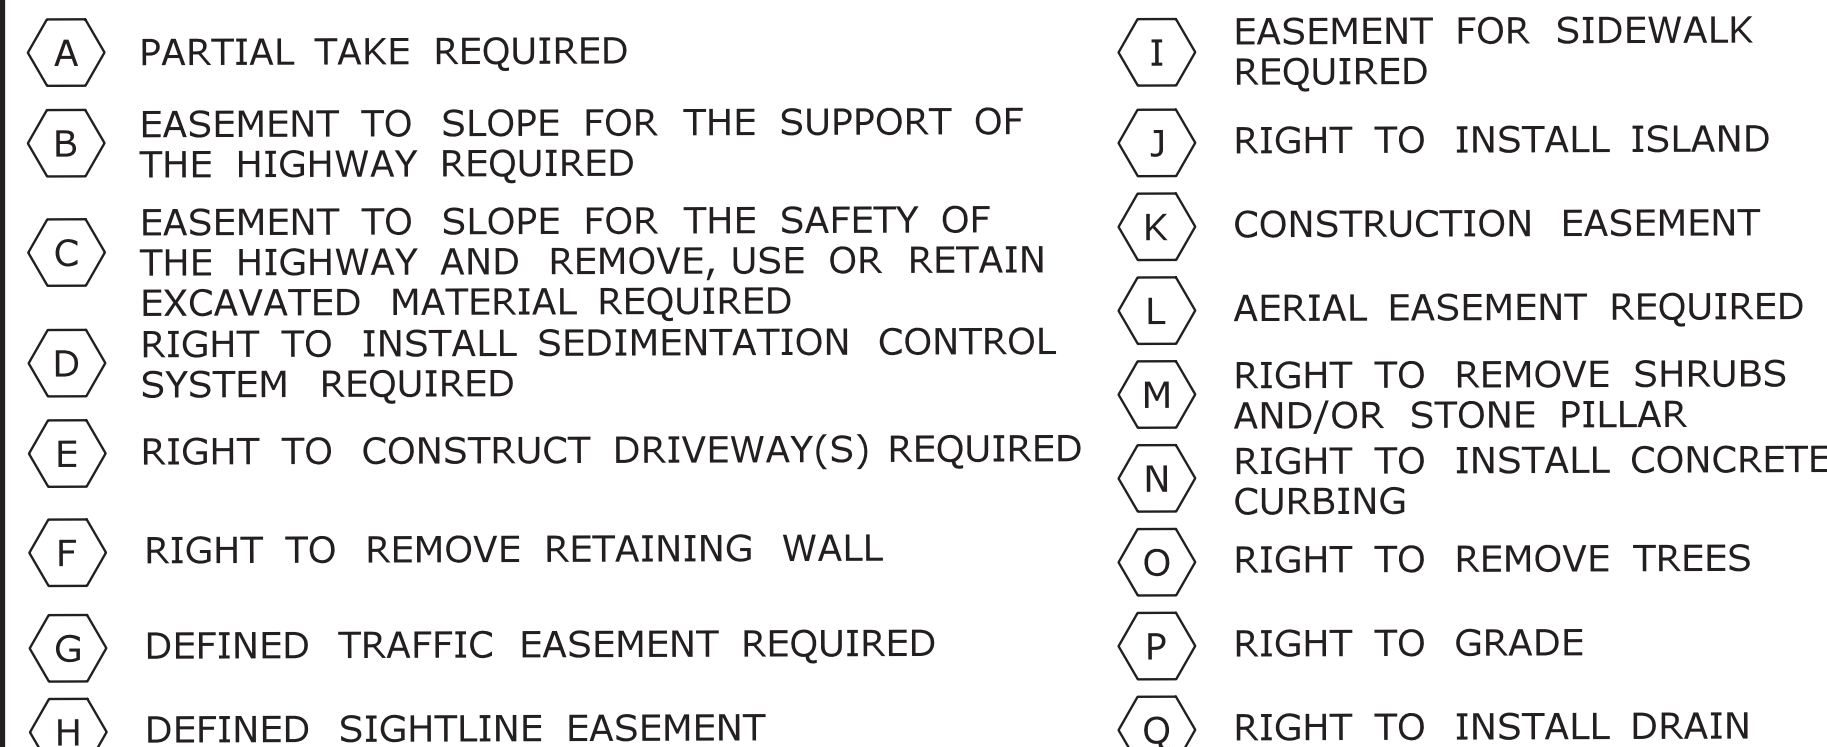 A PARTIAL TAKE REQUIRED
B EASEMENT TO SLOPE FOR THE SUPPORT OF
THE HIGHWAY REQUIRED
C EASEMENT TO SLOPE FOR THE SAFETY OF
THE HIGHWAY AND REMOVE, USE OR RETAIN
EXCAVATED MATERIAL REQUIRED
D RIGHT TO INSTALL SEDIMENTATION CONTROL
SYSTEM REQUIRED
E RIGHT TO CONSTRUCT DRIVEWAY(S) REQUIRED
F RIGHT TO REMOVE RETAINING WALL
G DEFINED TRAFFIC EASEMENT REQUIRED
H DEFINED SIGHTLINE EASEMENT
I EASEMENT FOR SIDEWALK
REQUIRED
J RIGHT TO INSTALL ISLAND
K CONSTRUCTION EASEMENT
L AERIAL EASEMENT REQUIRED
M RIGHT TO REMOVE SHRUBS
AND/OR STONE PILLAR
N RIGHT TO INSTALL CONCRETE
CURBING
O RIGHT TO REMOVE TREES
P RIGHT TO GRADE
Q RIGHT TO INSTALL DRAIN